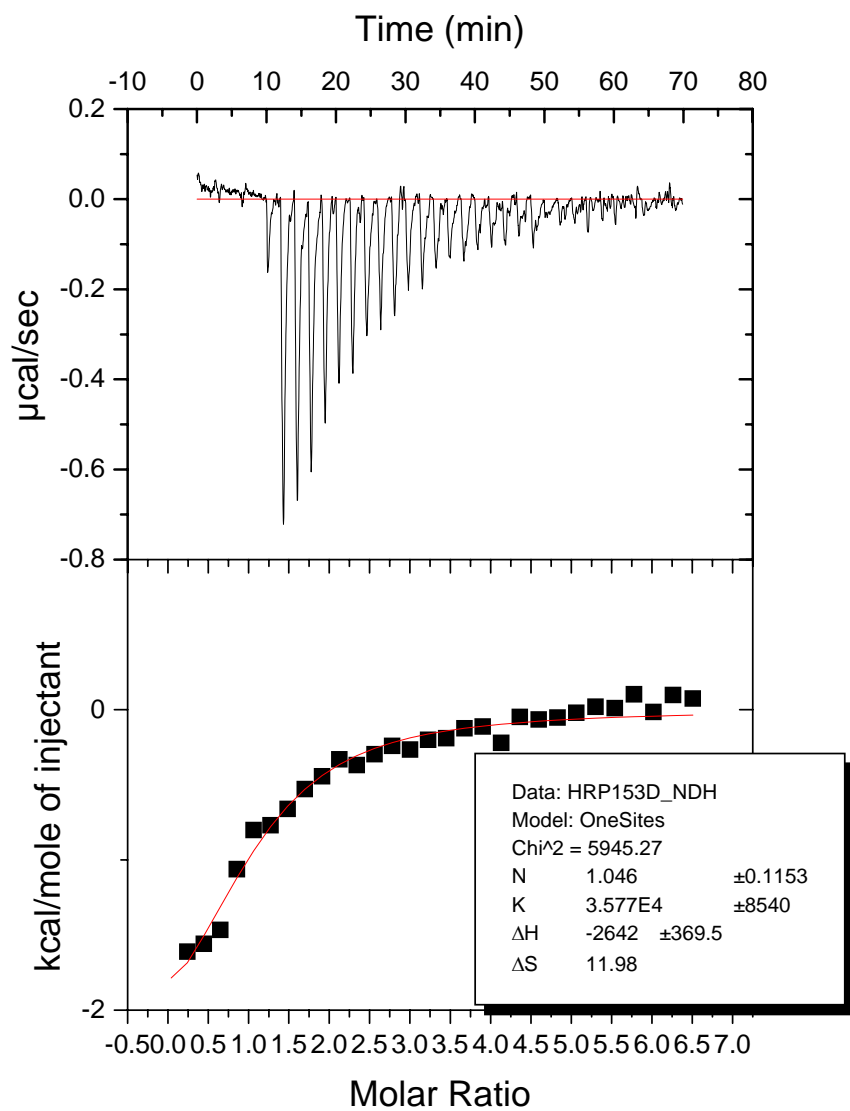 Time (min)
-10 0 10 20 30 40 50 60 70 80
0.2
0.0
-0.2
-0.4
-0.6
-0.8
µcal/sec
0
-2
kcal/mole of injectant
Data: HRP153D_NDH
Model: OneSites
Chi^2 = 5945.27
N 1.046 ±0.1153
K 3.577E4 ±8540
ΔH -2642 ±369.5
ΔS 11.98
-0.5 0.0 0.5 1.0 1.5 2.0 2.5 3.0 3.5 4.0 4.5 5.0 5.5 6.0 6.5 7.0
Molar Ratio